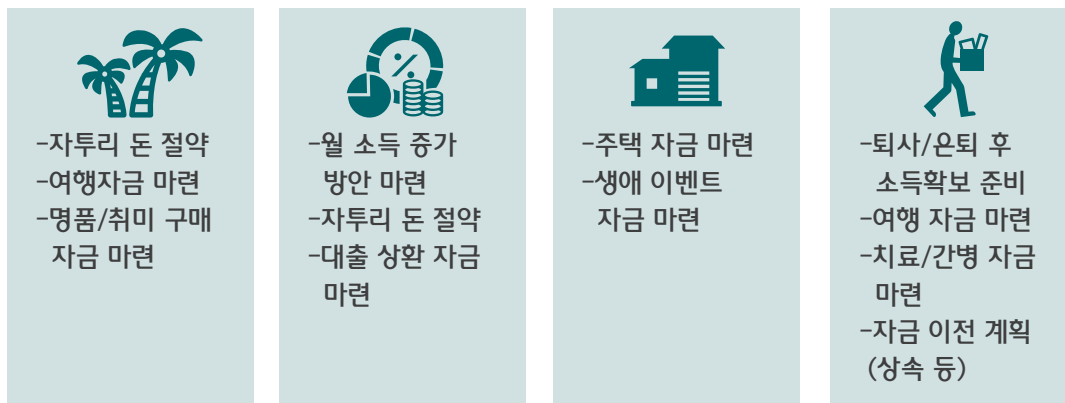 -자투리 돈 절약
-여행자금 마련
-명품/취미 구매
자금 마련
-월 소득 증가
방안 마련
-자투리 돈 절약
-대출 상환 자금
마련
-주택 자금 마련
-생애 이벤트
자금 마련
-퇴사/은퇴 후
소득확보 준비
-여행 자금 마련
-치료/간병 자금
마련
-자금 이전 계획
(상속 등)